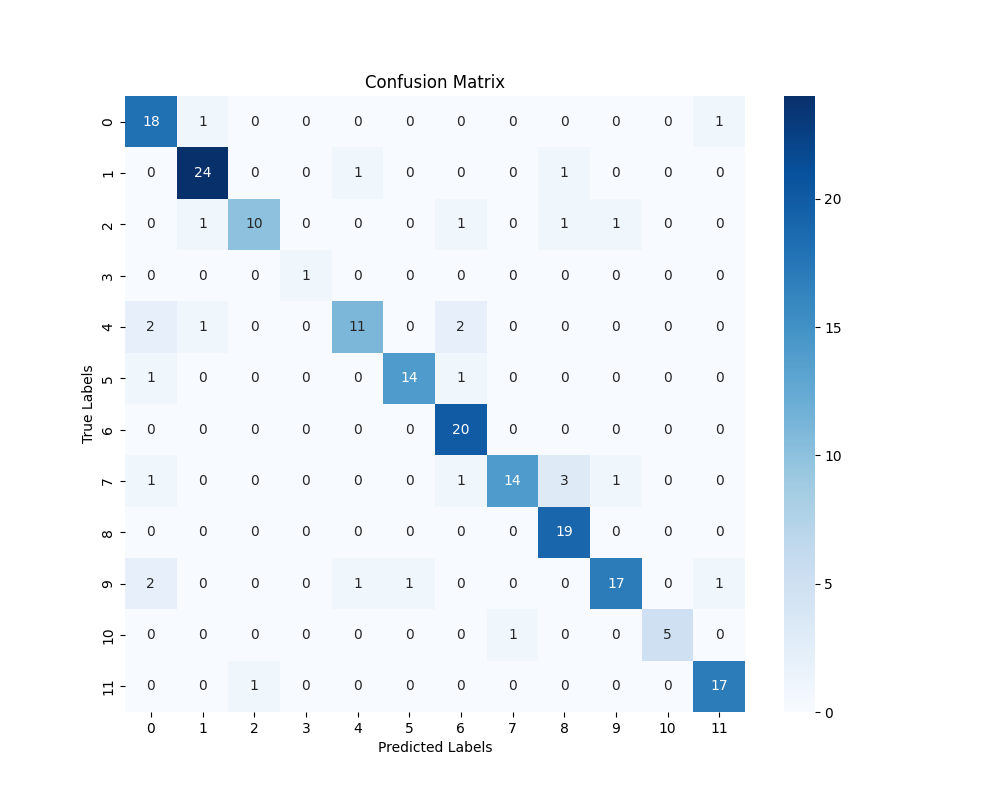 Confusion Matrix
0 18 1 0 0 0 0 0 0 0 0 0 1
1 0 24 0 0 1 0 0 0 1 0 0 0
2 0 1 10 0 0 0 1 0 1 1 0 0
3 0 0 0 1 0 0 0 0 0 0 0 0
4 2 1 0 0 11 0 2 0 0 0 0 0
5 1 0 0 0 0 14 1 0 0 0 0 0
6 0 0 0 0 0 0 20 0 0 0 0 0
7 1 0 0 0 0 0 1 14 3 1 0 0
8 0 0 0 0 0 0 0 0 19 0 0 0
9 2 0 0 0 1 1 0 0 0 17 0 1
10 0 0 0 0 0 0 0 1 0 0 5 0
11 0 0 1 0 0 0 0 0 0 0 0 17
0 1 2 3 4 5 6 7 8 9 10 11
Predicted Labels
True Labels
20
15
10
5
0